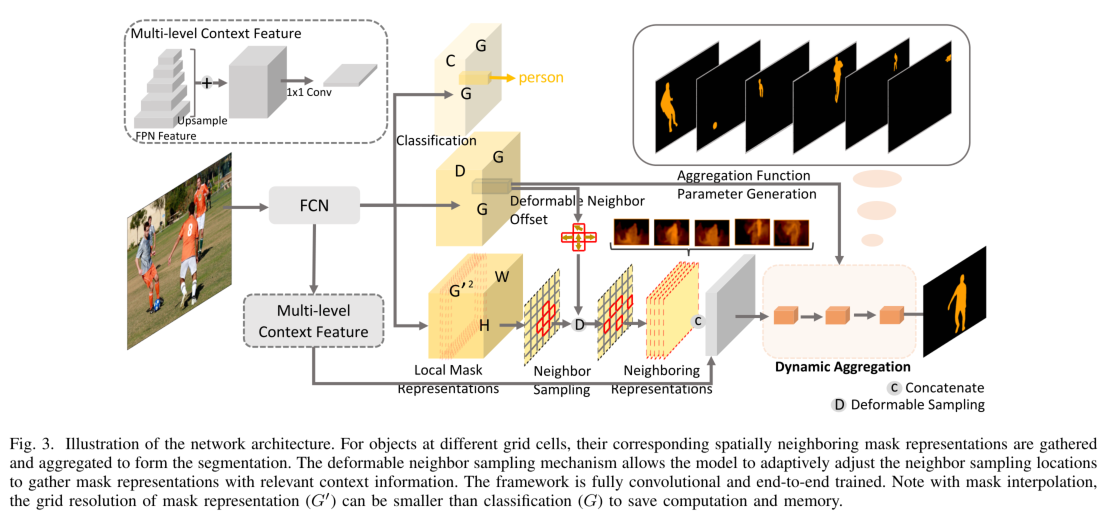 Multi-level Context Feature
FPN Feature
Upsample
+
1x1 Conv
C
G
G
person
Classification
FCN
D
G
G
Deformable Neighbor
Offset
Aggregation Function
Parameter Generation
Multi-level
Context Feature
G′²
W
H
Local Mask
Representations
Neighbor
Sampling
D
Neighboring
Representations
C
Dynamic Aggregation
C Concatenate
D Deformable Sampling
8
Fig. 3. Illustration of the network architecture. For objects at different grid cells, their corresponding spatially neighboring mask representations are gathered
and aggregated to form the segmentation. The deformable neighbor sampling mechanism allows the model to adaptively adjust the neighbor sampling locations
to gather mask representations with relevant context information. The framework is fully convolutional and end-to-end trained. Note with mask interpolation,
the grid resolution of mask representation (G′) can be smaller than classification (G) to save computation and memory.